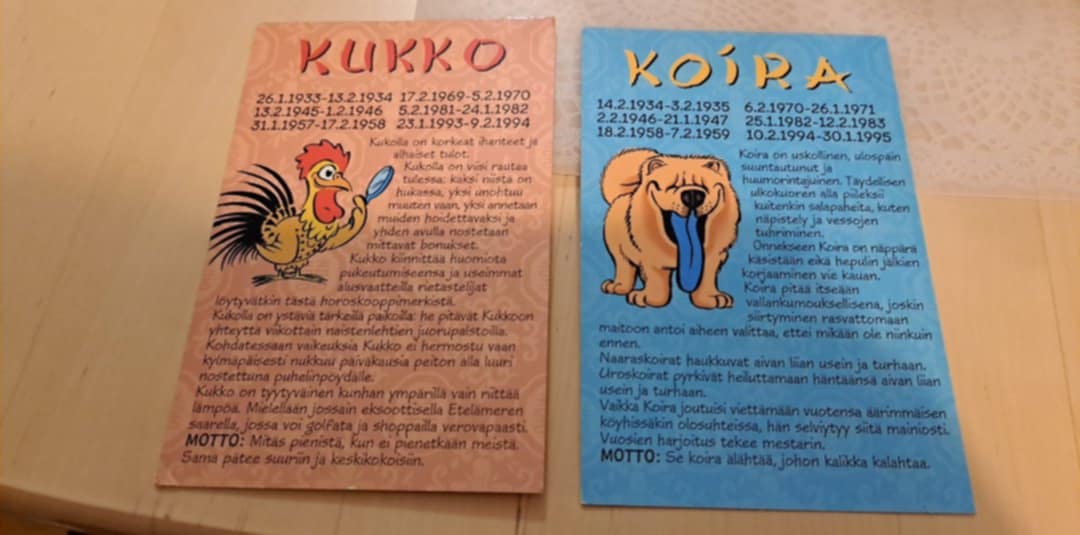 KUKKO
26.1.1933-13.2.1934 17.2.1969-5.2.1970
13.2.1945-1.2.1946 5.2.1981-24.1.1982
31.1.1957-17.2.1958 23.1.1993-9.2.1994
Kukolla on korkeat ihanteet ja
alhaiset tulot.
Kukolla on viisi rautaa
tulessa: kaksi niistä on
hukassa, yksi unohtuu
muuten vaan, yksi annetaan
muiden hoidettavaksi ja
yhden avulla nostetaan
mittavat bonukset.
Kukko kiinnittää huomiota
pukeutumiseensa ja useimmat
alusvaatteilla rietastelijat
löytyvätkin tästä horoskooppimerkistä.
Kukolla on ystäviä tärkeillä paikoilla: he pitävät Kukkoon
yhteyttä viikottain naistenlehtien juorupalstoilla.
Kohdatessaan vaikeuksia Kukko ei hermostu vaan
kylmäpäisesti nukkuu päiväkausia peiton alla luuri
nostettuna puhelinpöydälle.
Kukko on tyytyväinen kunhan ympärillä vain riittää
lämpöä. Mielellään jossain eksoottisella Etelämeren
saarella, jossa voi golfata ja shoppailla verovapaasti.
MOTTO: Mitäs pienistä, kun ei pienetkään meistä.
Sama pätee suuriin ja keskikokoisiin.
KOIRA
14.2.1934-3.2.1935 6.2.1970-26.1.1971
2.2.1946-21.1.1947 25.1.1982-12.2.1983
18.2.1958-7.2.1959 10.2.1994-30.1.1995
Koira on uskollinen, ulospäin
suuntautunut ja
huumorintajuinen. Täydellisen
ulkokuoren alla piileksii
kuitenkin salapaheita, kuten
näpistely ja vessojen
tuhriminen.
Onnekseen Koira on näppärä
käsistään eikä hepulin jälkien
korjaaminen vie kauan.
Koira pitää itseään
vallankumouksellisena, joskin
siirtyminen rasvattomaan
maitoon antoi aiheen valittaa, ettei mikään ole niinkuin
ennen.
Naaraskoirat haukkuvat aivan liian usein ja turhaan.
Uroskoirat pyrkivät heiluttamaan häntäänsä aivan liian
usein ja turhaan.
Vaikka Koira joutuisi viettämään vuotensa äärimmäisen
köyhissäkin olosuhteissa, hän selviytyy siitä mainiosti.
Vuosien harjoitus tekee mestarin.
MOTTO: Se koira älähtää, johon kalikka kalahtaa.